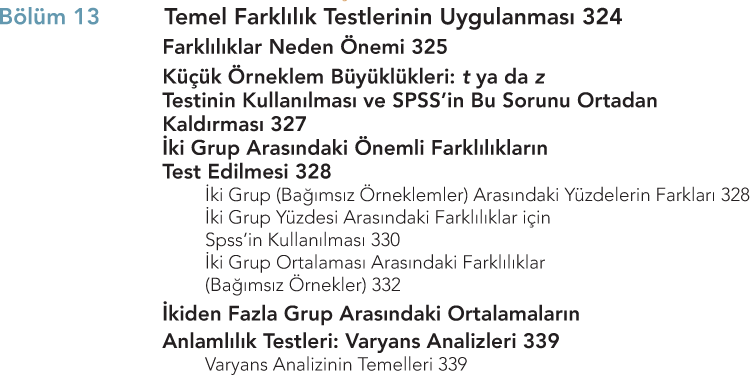 Bölüm 13 Temel Farklılık Testlerinin Uygulanması 324
Farklılıklar Neden Önemi 325
Küçük Örneklem Büyüklükleri: t ya da z
Testinin Kullanılması ve SPSS’in Bu Sorunu Ortadan
Kaldırması 327
İki Grup Arasındaki Önemli Farklılıkların
Test Edilmesi 328
İki Grup (Bağımsız Örneklemler) Arasındaki Yüzdelerin Farkları 328
İki Grup Yüzdesi Arasındaki Farklılıklar için
Spss’in Kullanılması 330
İki Grup Ortalaması Arasındaki Farklılıklar
(Bağımsız Örnekler) 332
İkiden Fazla Grup Arasındaki Ortalamaların
Anlamlılık Testleri: Varyans Analizleri 339
Varyans Analizinin Temelleri 339